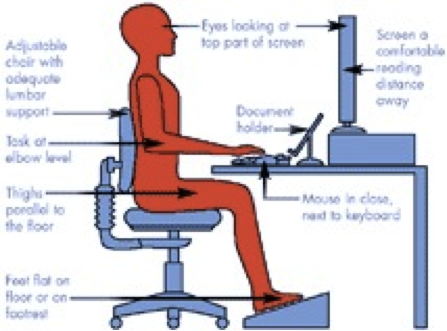 Eyes looking at
top part of screen
Adjustable
chair with
adequate
lumbar
support
Screen a
comfortable
reading
distance
away
Document
holder
Task at
elbow level
Thighs
parallel to
the floor
Mouse in close,
next to keyboard
Feet flat on
floor or on
footrest